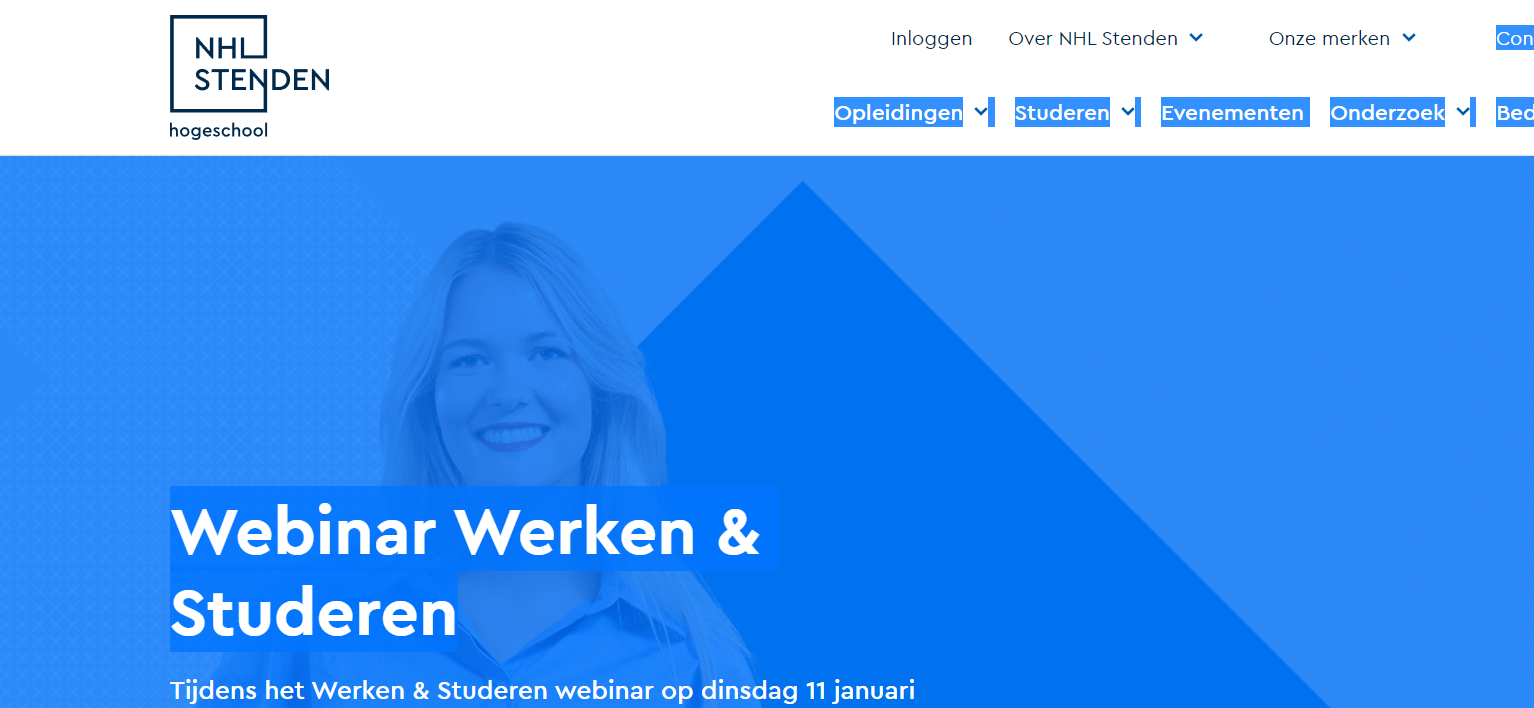 NHL
STENDEN
hogeschool
Inloggen Over NHL Stenden Onze merken Con
Opleidingen Studeren Evenementen Onderzoek Bed
Webinar Werken &
Studeren
Tijdens het Werken & Studeren webinar op dinsdag 11 januari